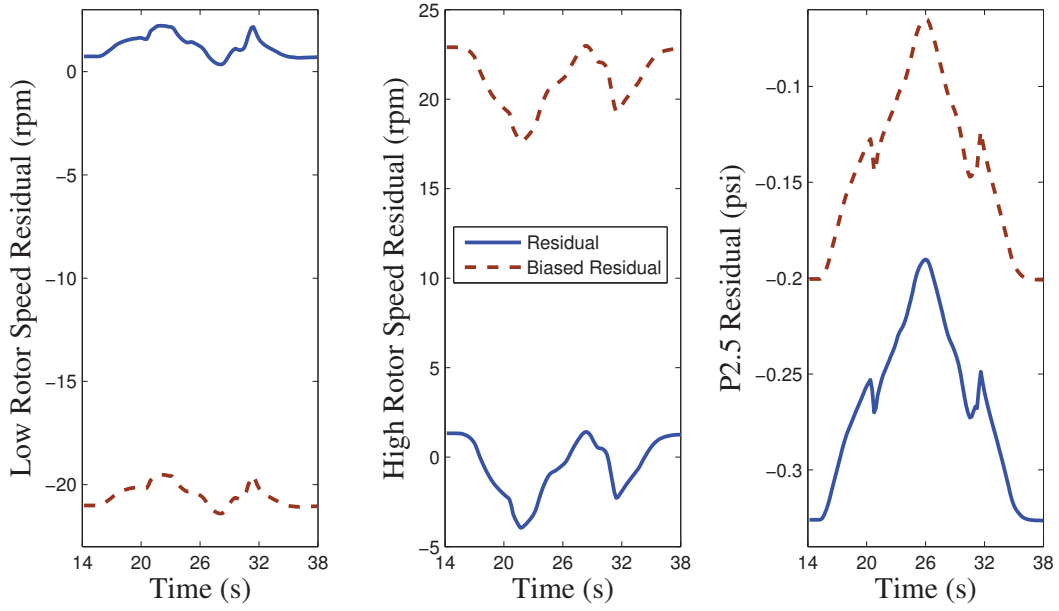 Low Rotor Speed Residual (rpm)
0
−5
−10
−15
−20
14 20 26 32 38
Time (s)
High Rotor Speed Residual (rpm)
25
20
15
10
5
0
−5
14 20 26 32 38
Time (s)
Residual
Biased Residual
P2.5 Residual (psi)
−0.1
−0.15
−0.2
−0.25
−0.3
14 20 26 32 38
Time (s)